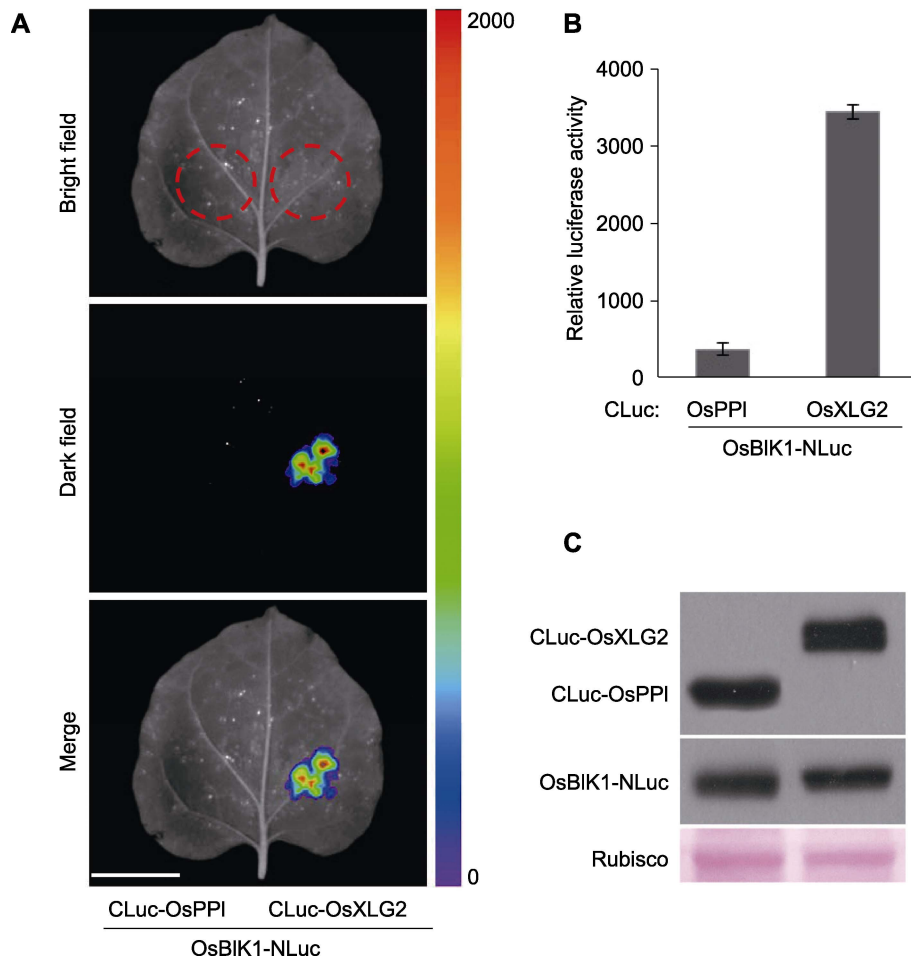 A
Bright field
Dark field
Merge
2000
0
CLuc-OsPPI
CLuc-OsXLG2
OsBIK1-NLuc
B
Relative luciferase activity
4000
3000
2000
1000
0
CLuc: OsPPI OsXLG2
OsBIK1-NLuc
C
CLuc-OsXLG2
CLuc-OsPPI
OsBIK1-NLuc
Rubisco